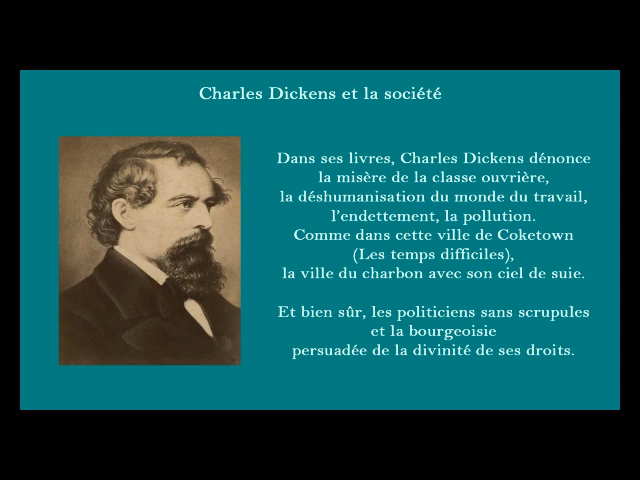 Charles Dickens et la société
Dans ses livres, Charles Dickens dénonce
la misère de la classe ouvrière,
la déshumanisation du monde du travail,
l'endettement, la pollution.
Comme dans cette ville de Coketown
(Les temps difficiles),
la ville du charbon avec son ciel de suie.
Et bien sûr, les politiciens sans scrupules
et la bourgeoisie
persuadée de la divinité de ses droits.